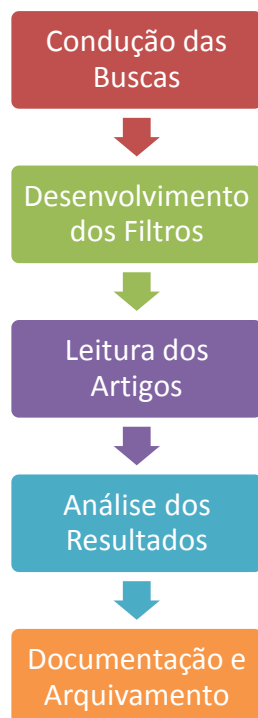 Condução das
Buscas
Desenvolvimento
dos Filtros
Leitura dos
Artigos
Análise dos
Resultados
Documentação e
Arquivamento